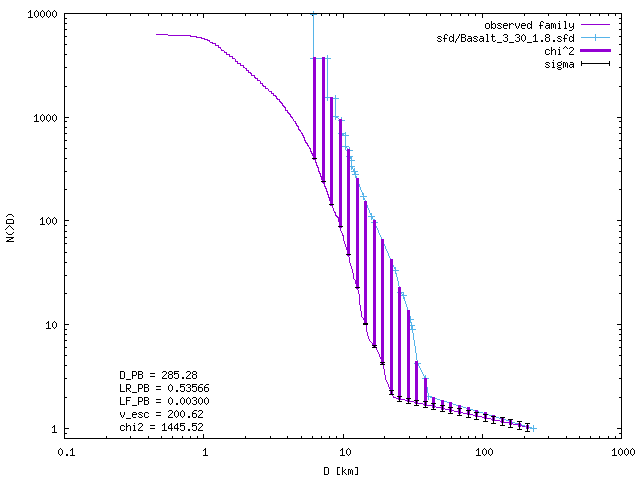 10000
1000
100
10
1
N(>D)
observed family
sfd/Basalt_3_30_1.8.sfd
chi^2
sigma
D_PB = 285.28
LR_PB = 0.53566
LF_PB = 0.00300
v_esc = 200.62
chi2 = 1445.52
0.1 1 10 100 1000
D [km]